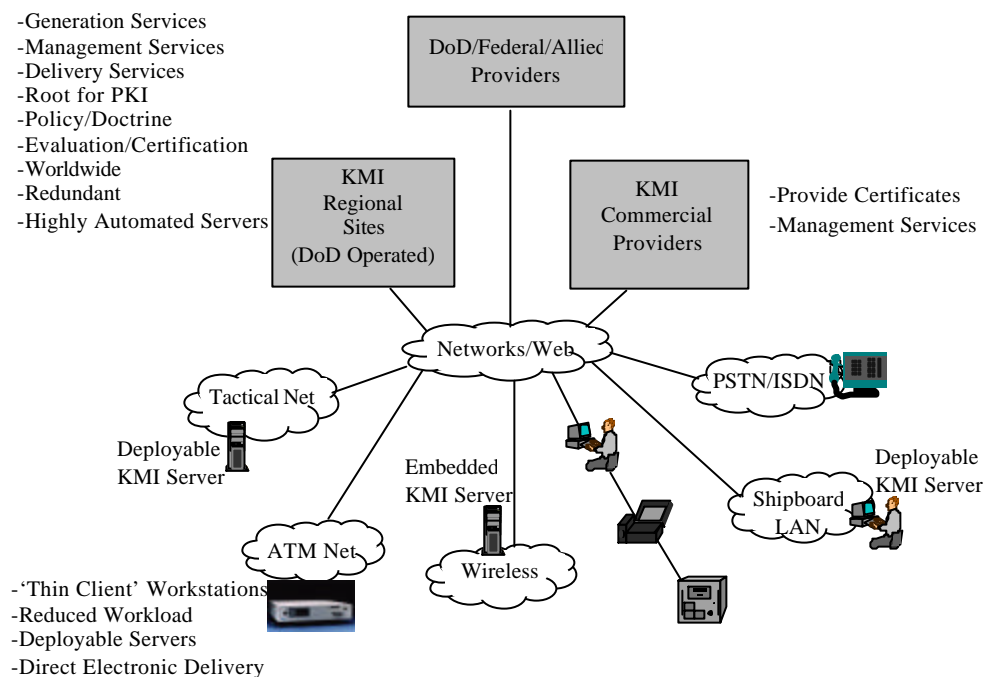 -Generation Services
-Management Services
-Delivery Services
-Root for PKI
-Policy/Doctrine
-Evaluation/Certification
-Worldwide
-Redundant
-Highly Automated Servers
DoD/Federal/Allied
Providers
KMI
Regional
Sites
(DoD Operated)
KMI
Commercial
Providers
-Provide Certificates
-Management Services
Networks/Web
Tactical Net
PSTN/ISDN
Deployable
KMI Server
Embedded
KMI Server
Deployable
KMI Server
Shipboard
LAN
ATM Net
Wireless
-‘Thin Client’ Workstations
-Reduced Workload
-Deployable Servers
-Direct Electronic Delivery